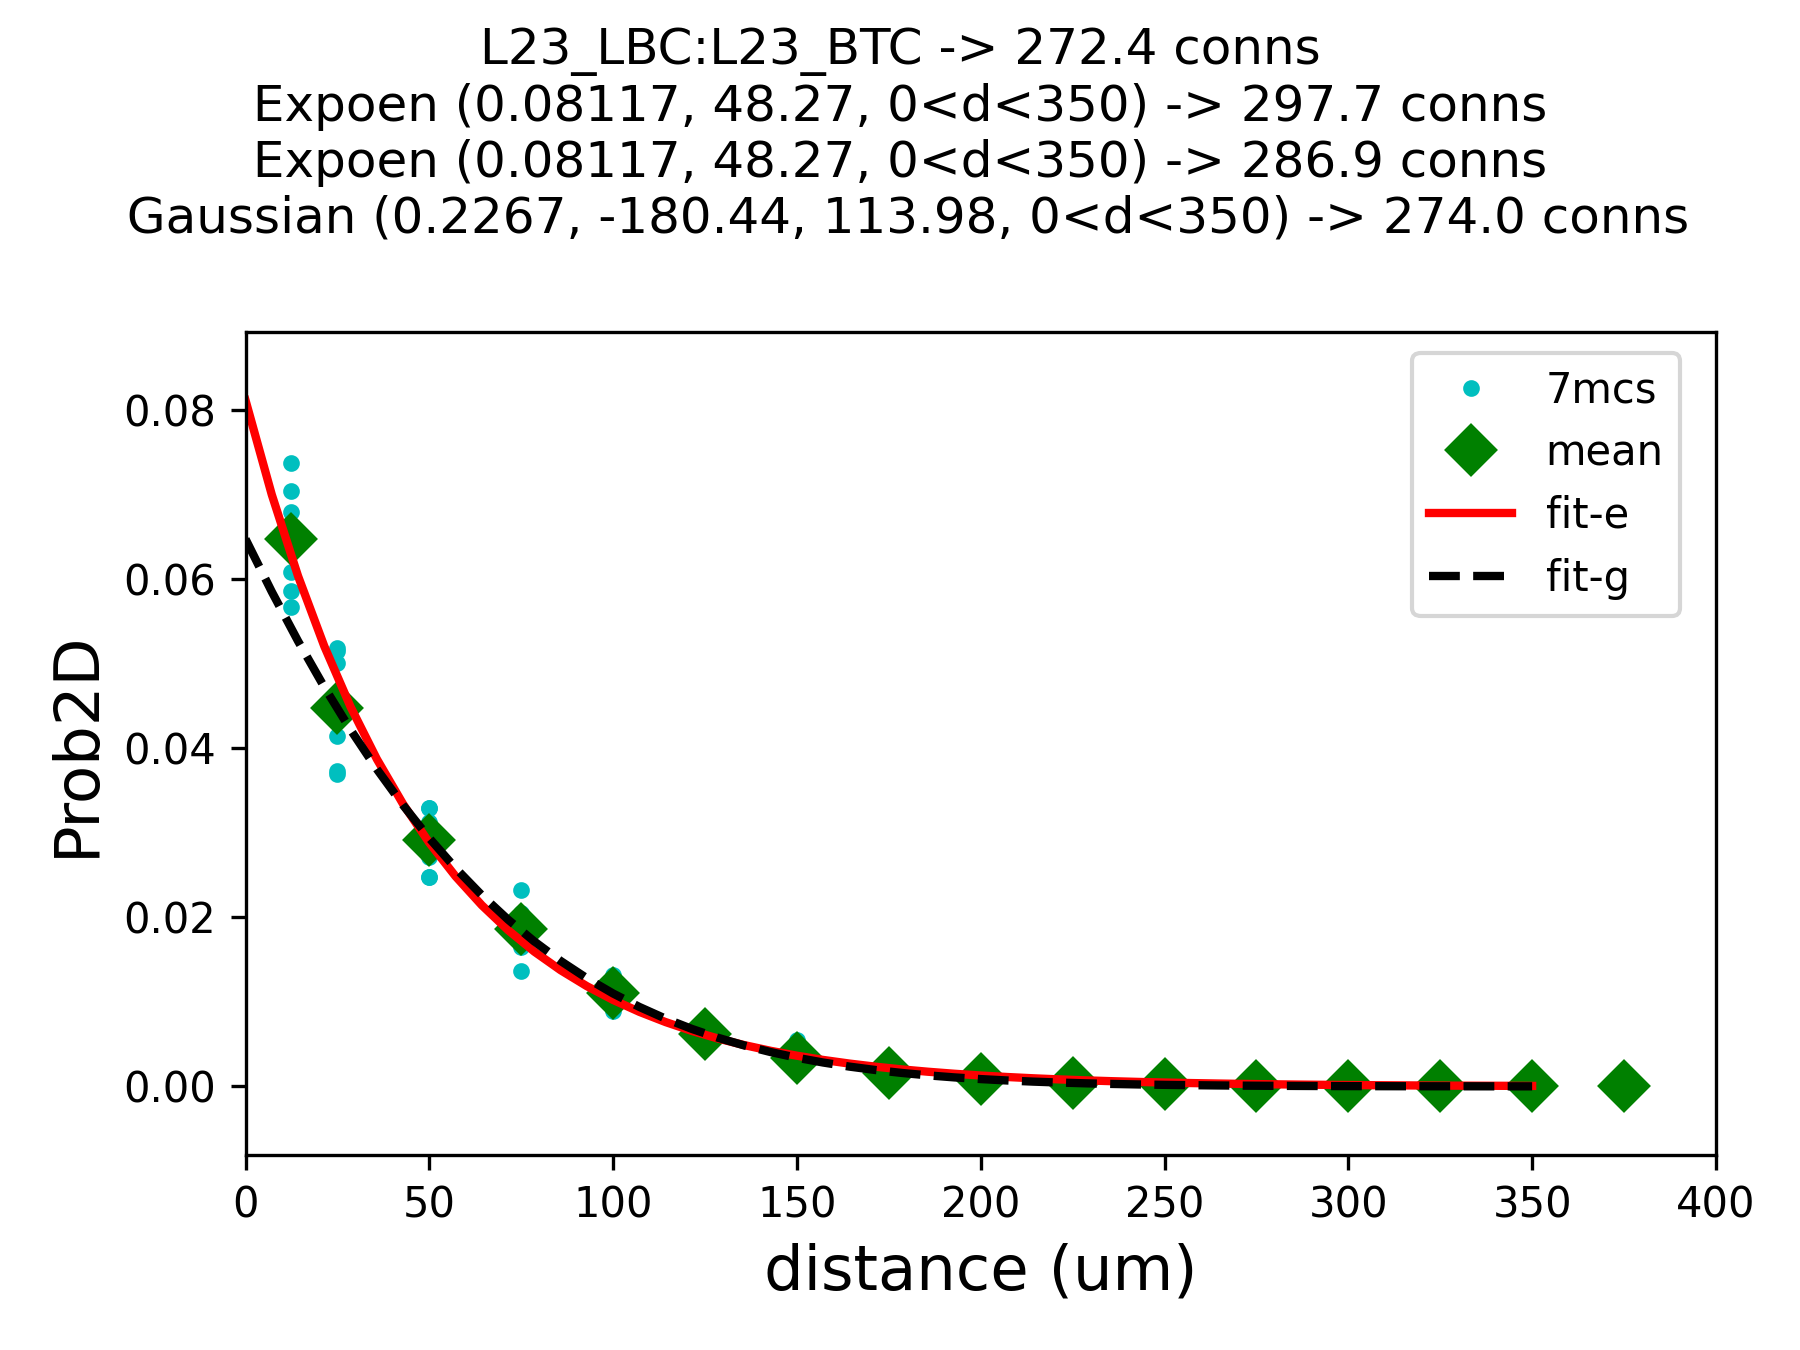 L23_LBC:L23_BTC -> 272.4 conns
Expoen (0.08117, 48.27, 0<d<350) -> 297.7 conns
Expoen (0.08117, 48.27, 0<d<350) -> 286.9 conns
Gaussian (0.2267, -180.44, 113.98, 0<d<350) -> 274.0 conns
7mcs
mean
fit-e
fit-g
Prob2D
0.08
0.06
0.04
0.02
0.00
0 50 100 150 200 250 300 350 400
distance (um)